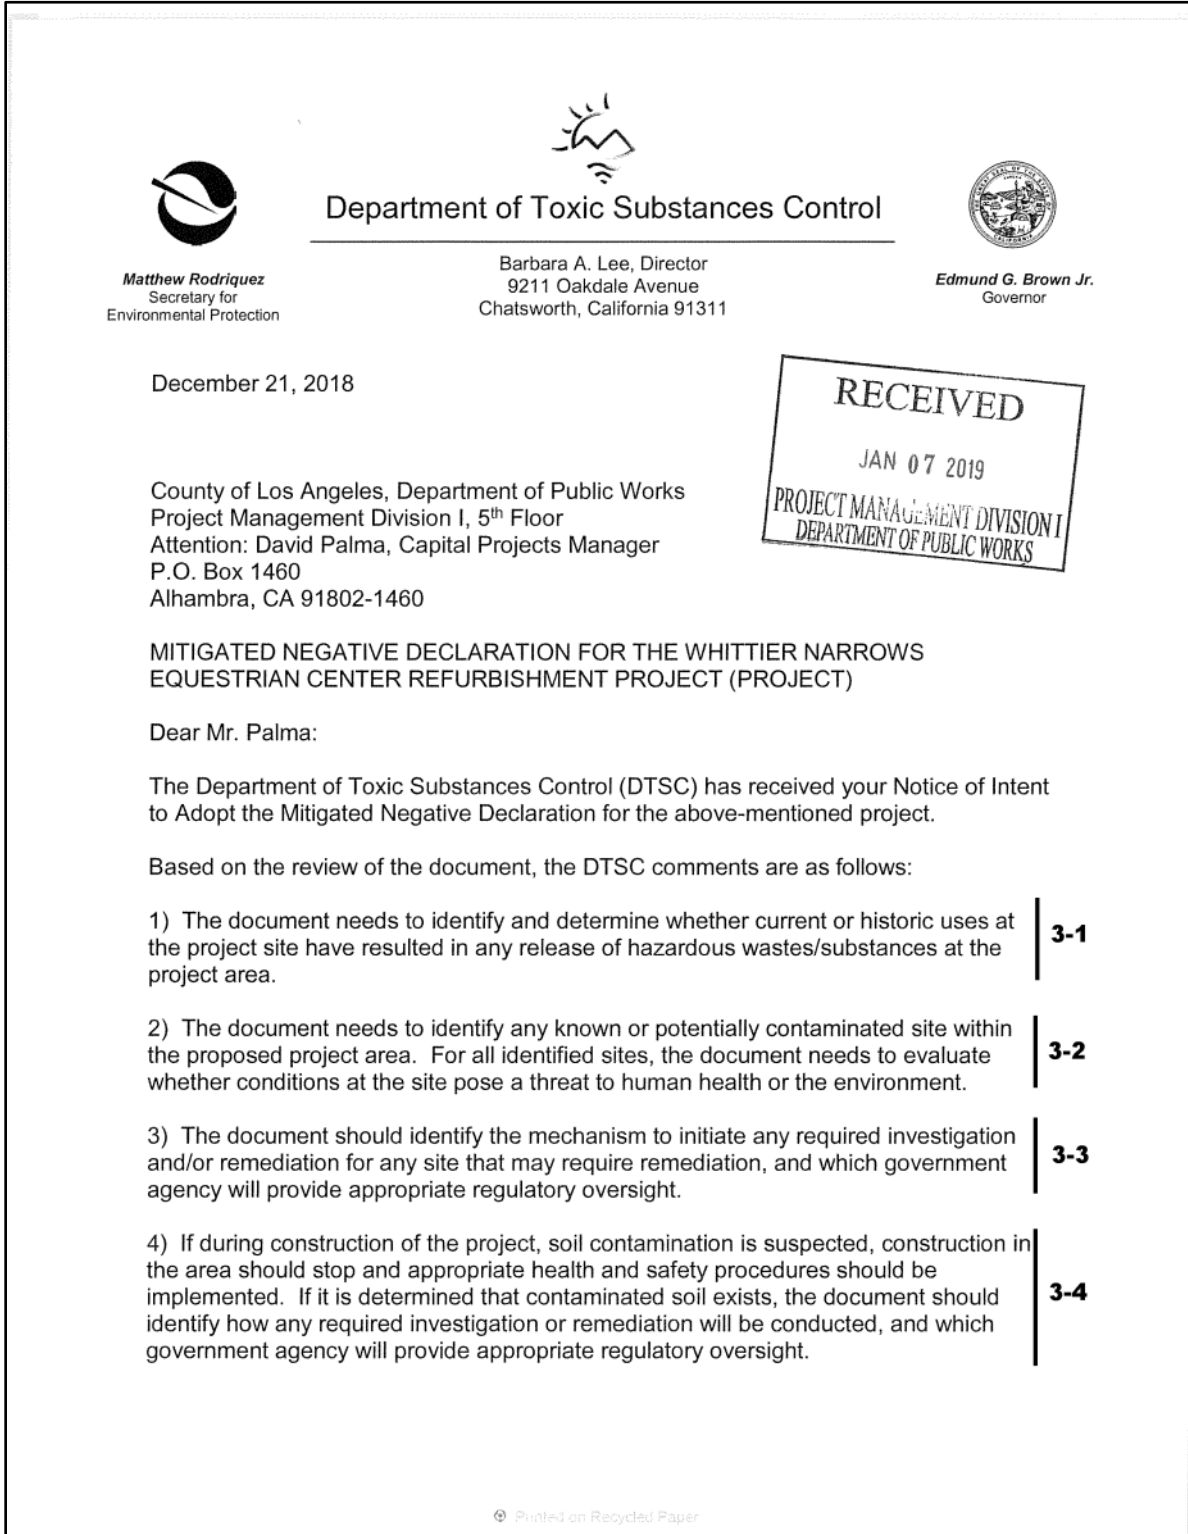 Department of Toxic Substances Control
Matthew Rodriquez
Secretary for
Environmental Protection
Barbara A. Lee, Director
9211 Oakdale Avenue
Chatsworth, California 91311
Edmund G. Brown Jr.
Governor
December 21, 2018
RECEIVED
JAN 07 2019
PROJECT MANAGEMENT DIVISION I
DEPARTMENT OF PUBLIC WORKS
County of Los Angeles, Department of Public Works
Project Management Division I, 5th Floor
Attention: David Palma, Capital Projects Manager
P.O. Box 1460
Alhambra, CA 91802-1460
MITIGATED NEGATIVE DECLARATION FOR THE WHITTIER NARROWS
EQUESTRIAN CENTER REFURBISHMENT PROJECT (PROJECT)
Dear Mr. Palma:
The Department of Toxic Substances Control (DTSC) has received your Notice of Intent
to Adopt the Mitigated Negative Declaration for the above-mentioned project.
Based on the review of the document, the DTSC comments are as follows:
1) The document needs to identify and determine whether current or historic uses at
the project site have resulted in any release of hazardous wastes/substances at the
project area.
3-1
2) The document needs to identify any known or potentially contaminated site within
the proposed project area. For all identified sites, the document needs to evaluate
whether conditions at the site pose a threat to human health or the environment.
3-2
3) The document should identify the mechanism to initiate any required investigation
and/or remediation for any site that may require remediation, and which government
agency will provide appropriate regulatory oversight.
3-3
4) If during construction of the project, soil contamination is suspected, construction in
the area should stop and appropriate health and safety procedures should be
implemented. If it is determined that contaminated soil exists, the document should
identify how any required investigation or remediation will be conducted, and which
government agency will provide appropriate regulatory oversight.
3-4
Printed on Recycled Paper